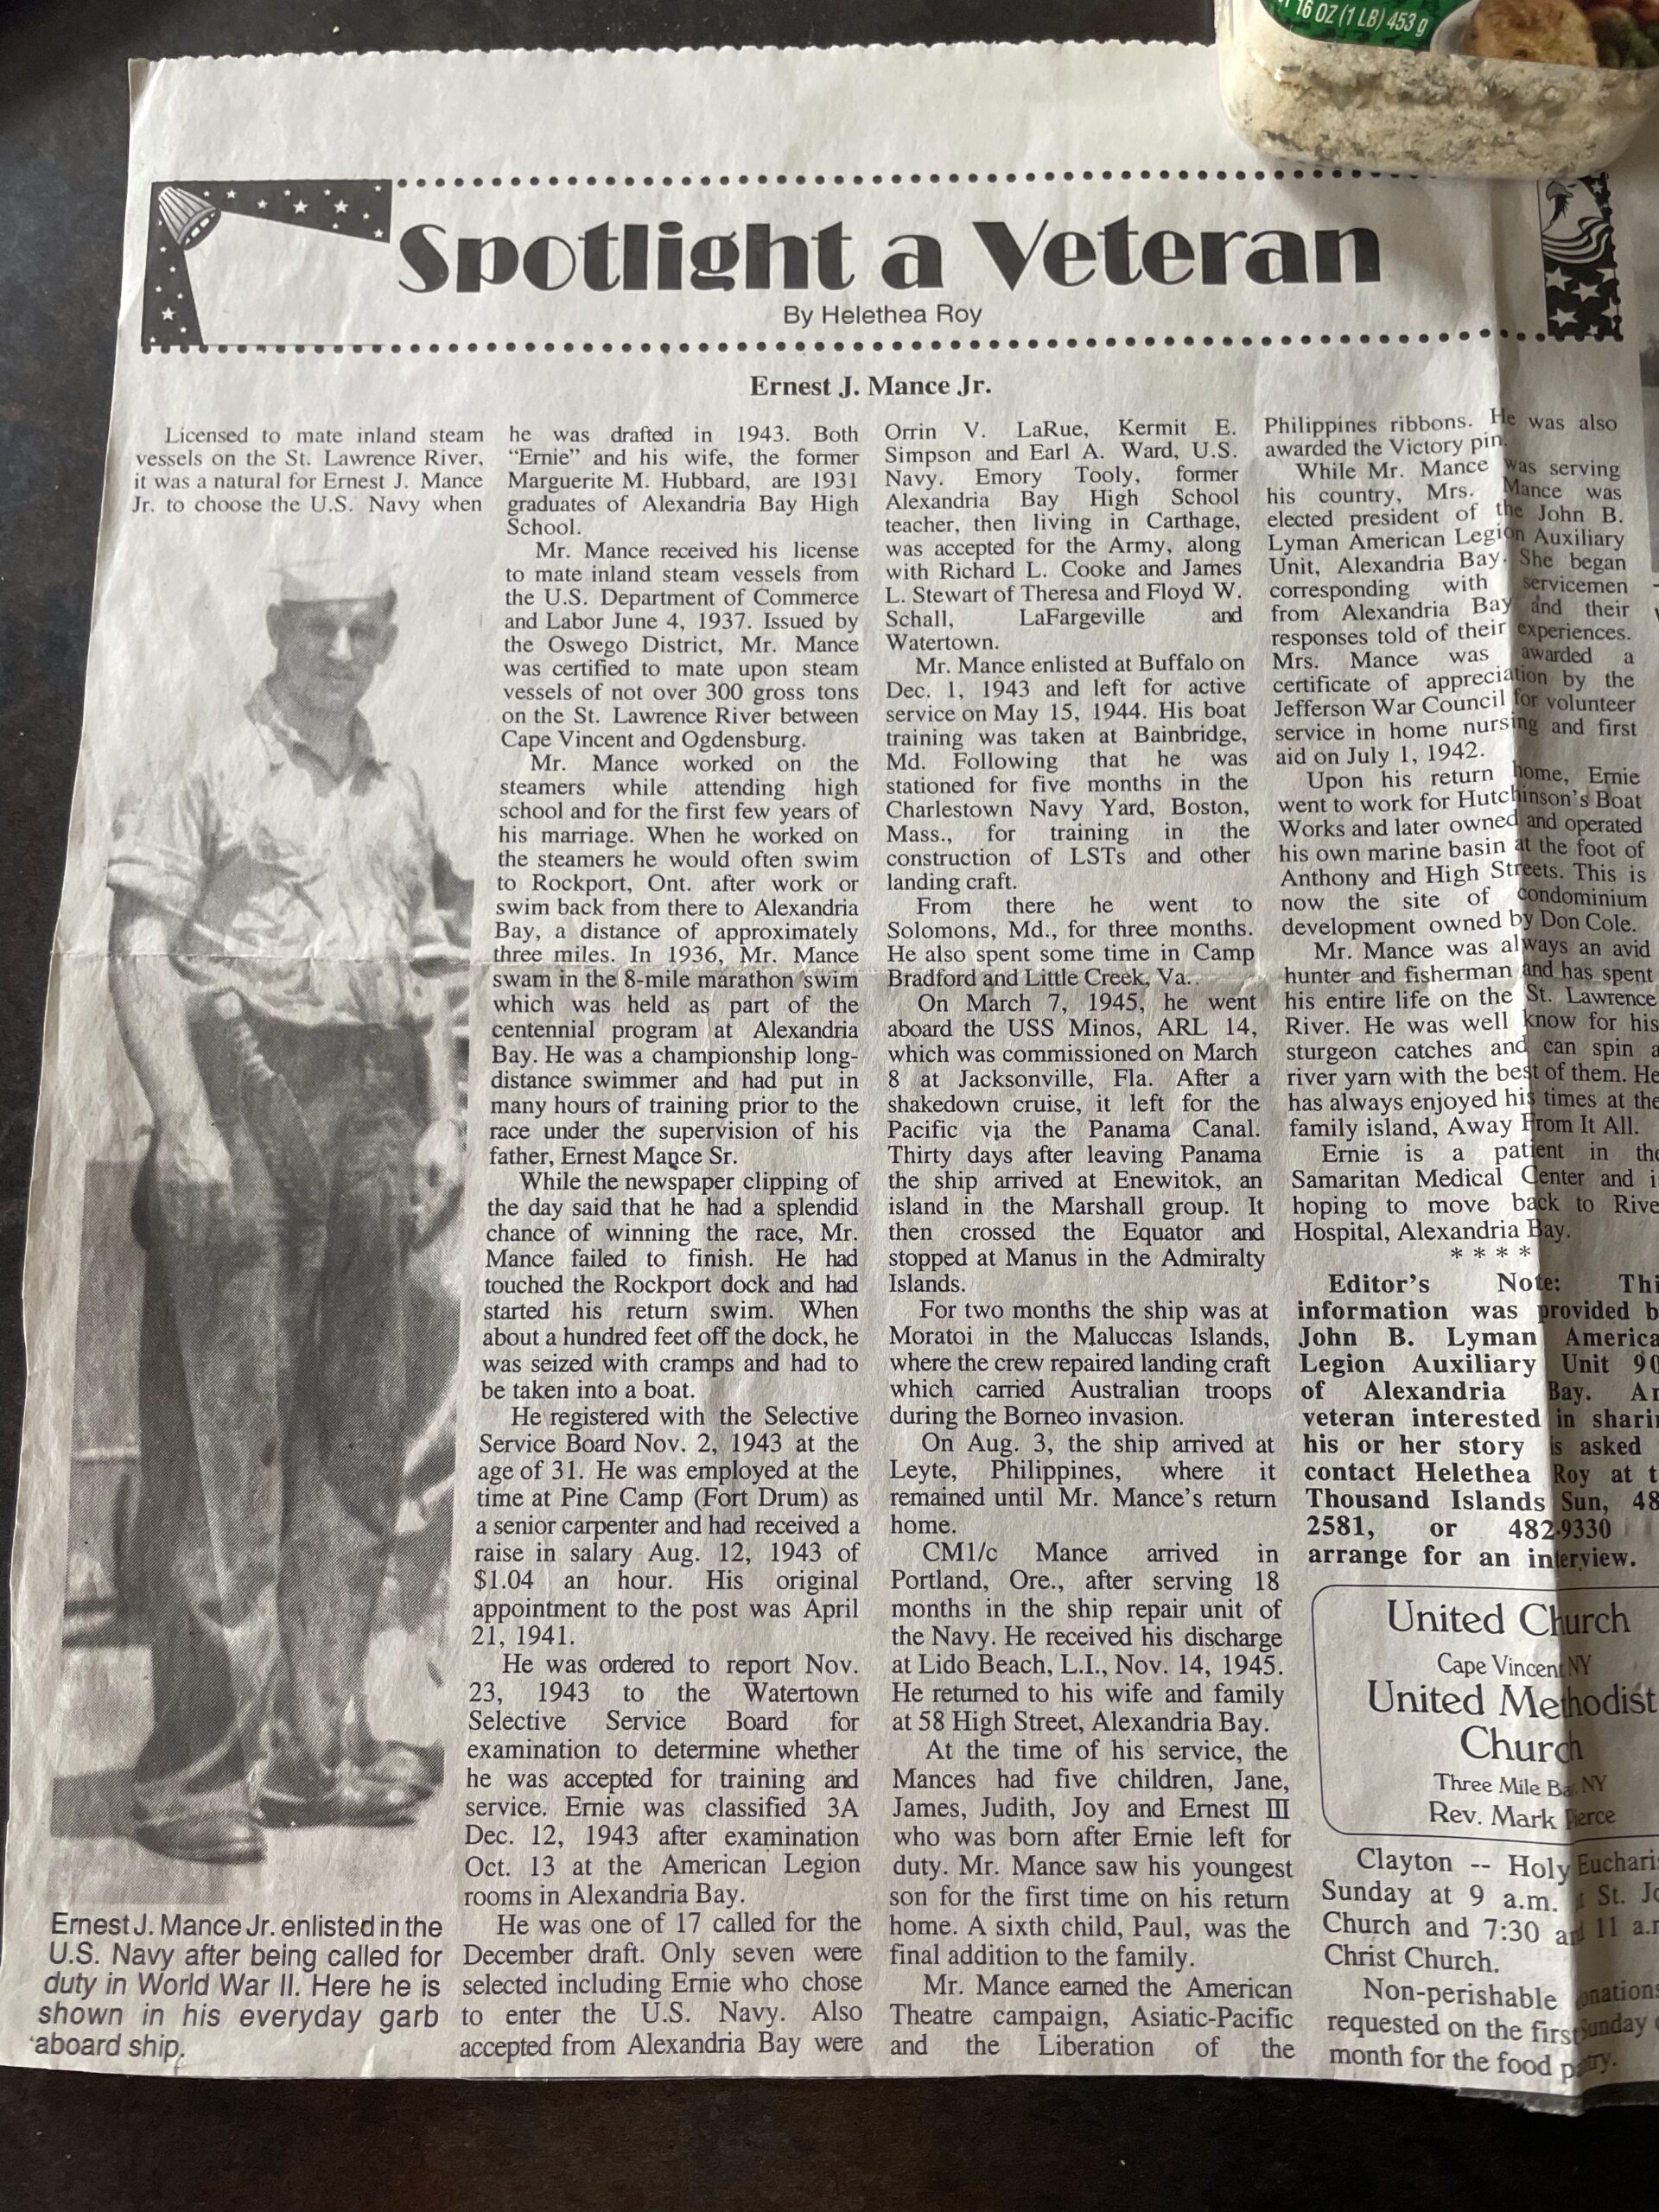 16 OZ (1 LB) 453 g
Spotlight a Veteran
By Helethea Roy
Ernest J. Mance Jr.
Licensed to mate inland steam
vessels on the St. Lawrence River,
it was a natural for Ernest J. Mance
Jr. to choose the U.S. Navy when
Ernest J. Mance Jr. enlisted in the
U.S. Navy after being called for
duty in World War II. Here he is
shown in his everyday garb
aboard ship.
he was drafted in 1943. Both
“Ernie” and his wife, the former
Marguerite M. Hubbard, are 1931
graduates of Alexandria Bay High
School.
Mr. Mance received his license
to mate inland steam vessels from
the U.S. Department of Commerce
and Labor June 4, 1937. Issued by
the Oswego District, Mr. Mance
was certified to mate upon steam
vessels of not over 300 gross tons
on the St. Lawrence River between
Cape Vincent and Ogdensburg.
Mr. Mance worked on the
steamers while attending high
school and for the first few years of
his marriage. When he worked on
the steamers he would often swim
to Rockport, Ont. after work or
swim back from there to Alexandria
Bay, a distance of approximately
three miles. In 1936, Mr. Mance
swam in the 8-mile marathon swim
which was held as part of the
centennial program at Alexandria
Bay. He was a championship long-
distance swimmer and had put in
many hours of training prior to the
race under the supervision of his
father, Ernest Mance Sr.
While the newspaper clipping of
the day said that he had a splendid
chance of winning the race, Mr.
Mance failed to finish. He had
touched the Rockport dock and had
started his return swim. When
about a hundred feet off the dock, he
was seized with cramps and had to
be taken into a boat.
He registered with the Selective
Service Board Nov. 2, 1943 at the
age of 31. He was employed at the
time at Pine Camp (Fort Drum) as
a senior carpenter and had received a
raise in salary Aug. 12, 1943 of
$1.04 an hour. His original
appointment to the post was April
21, 1941.
He was ordered to report Nov.
23, 1943 to the Watertown
Selective Service Board for
examination to determine whether
he was accepted for training and
service. Ernie was classified 3A
Dec. 12, 1943 after examination
Oct. 13 at the American Legion
rooms in Alexandria Bay.
He was one of 17 called for the
December draft. Only seven were
selected including Ernie who chose
to enter the U.S. Navy. Also
accepted from Alexandria Bay were
Orrin V. LaRue, Kermit E.
Simpson and Earl A. Ward, U.S.
Navy. Emory Tooly, former
Alexandria Bay High School
teacher, then living in Carthage,
was accepted for the Army, along
with Richard L. Cooke and James
L. Stewart of Theresa and Floyd W.
Schall, LaFargeville and
Watertown.
Mr. Mance enlisted at Buffalo on
Dec. 1, 1943 and left for active
service on May 15, 1944. His boat
training was taken at Bainbridge,
Md. Following that he was
stationed for five months in the
Charlestown Navy Yard, Boston,
Mass., for training in the
construction of LSTs and other
landing craft.
From there he went to
Solomons, Md., for three months.
He also spent some time in Camp
Bradford and Little Creek, Va.
On March 7, 1945, he went
aboard the USS Minos, ARL 14,
which was commissioned on March
8 at Jacksonville, Fla. After a
shakedown cruise, it left for the
Pacific via the Panama Canal.
Thirty days after leaving Panama
the ship arrived at Enewitok, an
island in the Marshall group. It
then crossed the Equator and
stopped at Manus in the Admiralty
Islands.
For two months the ship was at
Moratoi in the Maluccas Islands,
where the crew repaired landing craft
which carried Australian troops
during the Borneo invasion.
On Aug. 3, the ship arrived at
Leyte, Philippines, where it
remained until Mr. Mance’s return
home.
CM1/c Mance arrived in
Portland, Ore., after serving 18
months in the ship repair unit of
the Navy. He received his discharge
at Lido Beach, L.I., Nov. 14, 1945.
He returned to his wife and family
at 58 High Street, Alexandria Bay.
At the time of his service, the
Mances had five children, Jane,
James, Judith, Joy and Ernest III
who was born after Ernie left for
duty. Mr. Mance saw his youngest
son for the first time on his return
home. A sixth child, Paul, was the
final addition to the family.
Mr. Mance earned the American
Theatre campaign, Asiatic-Pacific
and the Liberation of the
Philippines ribbons. He was also
awarded the Victory pin.
While Mr. Mance was serving
his country, Mrs. Mance was
elected president of the John B.
Lyman American Legion Auxiliary
Unit, Alexandria Bay. She began
corresponding with servicemen
from Alexandria Bay and their
responses told of their experiences.
Mrs. Mance was awarded a
certificate of appreciation by the
Jefferson War Council for volunteer
service in home nursing and first
aid on July 1, 1942.
Upon his return home, Ernie
went to work for Hutchinson’s Boat
Works and later owned and operated
his own marine basin at the foot of
Anthony and High Streets. This is
now the site of condominium
development owned by Don Cole.
Mr. Mance was always an avid
hunter and fisherman and has spent
his entire life on the St. Lawrence
River. He was well know for his
sturgeon catches and can spin a
river yarn with the best of them. He
has always enjoyed his times at the
family island, Away From It All.
Ernie is a patient in the
Samaritan Medical Center and i
hoping to move back to Rive
Hospital, Alexandria Bay.
* * * *
Editor’s Note: Thi
information was provided b
John B. Lyman America
Legion Auxiliary Unit 90
of Alexandria Bay. An
veteran interested in sharin
his or her story is asked
contact Helethea Roy at t
Thousand Islands Sun, 48
2581, or 482-9330
arrange for an interview.
United Church
Cape Vincent NY
United Methodist
Church
Three Mile Bay NY
Rev. Mark Pierce
Clayton -- Holy Euchari
Sunday at 9 a.m. at St. Jo
Church and 7:30 and 11 a.m
Christ Church.
Non-perishable donations
requested on the first Sunday o
month for the food pantry.